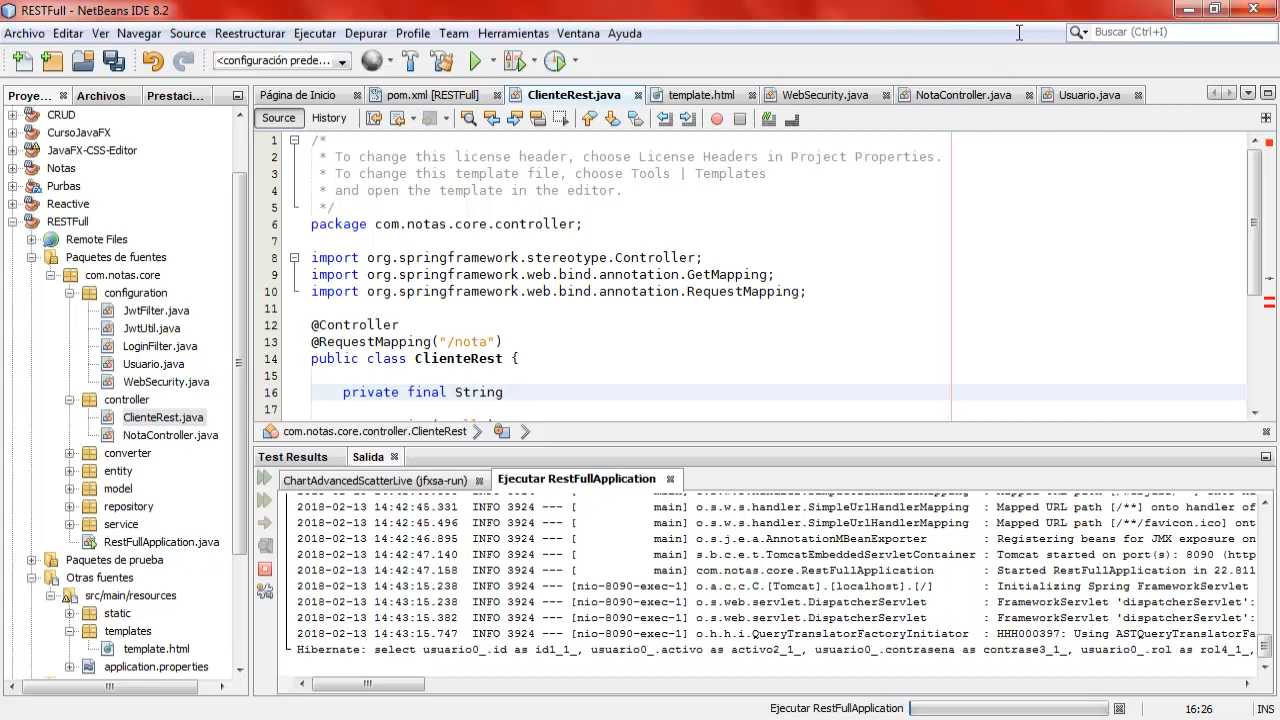 RESTFull - NetBeans IDE 8.2
Archivo Editar Ver Navegar Source Reestructurar Ejecutar Depurar Profile Team Herramientas Ventana Ayuda
Buscar (Ctrl+I)
<configuración prede...
Proye... Archivos Prestaci...
Página de Inicio pom.xml [RESTFull] ClienteRest.java template.html WebSecurity.java NotaController.java Usuario.java
Source History
CRUD
CursoJavaFX
JavaFX-CSS-Editor
Notas
Purbas
Reactive
RESTFull
Remote Files
Paquetes de fuentes
com.notas.core
configuration
JwtFilter.java
JwtUtil.java
LoginFilter.java
Usuario.java
WebSecurity.java
controller
ClienteRest.java
NotaController.java
converter
entity
model
repository
service
RestFullApplication.java
Paquetes de prueba
Otras fuentes
src/main/resources
static
templates
template.html
application.properties
1 /*
2 * To change this license header, choose License Headers in Project Properties.
3 * To change this template file, choose Tools | Templates
4 * and open the template in the editor.
5 */
6 package com.notas.core.controller;
7
8 import org.springframework.stereotype.Controller;
9 import org.springframework.web.bind.annotation.GetMapping;
10 import org.springframework.web.bind.annotation.RequestMapping;
11
12 @Controller
13 @RequestMapping("/nota")
14 public class ClienteRest {
15
16 private final String
17
com.notas.core.controller.ClienteRest
Test Results Salida
ChartAdvancedScatterLive (jfxsa-run) Ejecutar RestFullApplication
2018-02-13 14:42:45.331 INFO 3924 --- [ main] o.s.w.s.handler.SimpleUrlHandlerMapping : Mapped URL path [/webjars/**] onto handler of
2018-02-13 14:42:45.496 INFO 3924 --- [ main] o.s.w.s.handler.SimpleUrlHandlerMapping : Mapped URL path [/**/favicon.ico] ont
2018-02-13 14:42:46.895 INFO 3924 --- [ main] o.s.j.e.a.AnnotationMBeanExporter : Registering beans for JMX exposure on
2018-02-13 14:42:47.140 INFO 3924 --- [ main] s.b.c.e.t.TomcatEmbeddedServletContainer : Tomcat started on port(s): 8090 (http
2018-02-13 14:42:47.158 INFO 3924 --- [ main] com.notas.core.RestFullApplication : Started RestFullApplication in 22.811
2018-02-13 14:43:15.238 INFO 3924 --- [nio-8090-exec-1] o.a.c.c.C.[Tomcat].[localhost].[/] : Initializing Spring FrameworkServlet
2018-02-13 14:43:15.238 INFO 3924 --- [nio-8090-exec-1] o.s.web.servlet.DispatcherServlet : FrameworkServlet 'dispatcherServlet':
2018-02-13 14:43:15.382 INFO 3924 --- [nio-8090-exec-1] o.s.web.servlet.DispatcherServlet : FrameworkServlet 'dispatcherServlet':
2018-02-13 14:43:15.747 INFO 3924 --- [nio-8090-exec-1] o.h.h.i.QueryTranslatorFactoryInitiator : HHH000397: Using ASTQueryTranslatorFa
Hibernate: select usuario0_.id as id1_1_, usuario0_.activo as activo2_1_, usuario0_.contrasena as contrase3_1_, usuario0_.rol as rol4_1_,
Ejecutar RestFullApplication 16:26 INS